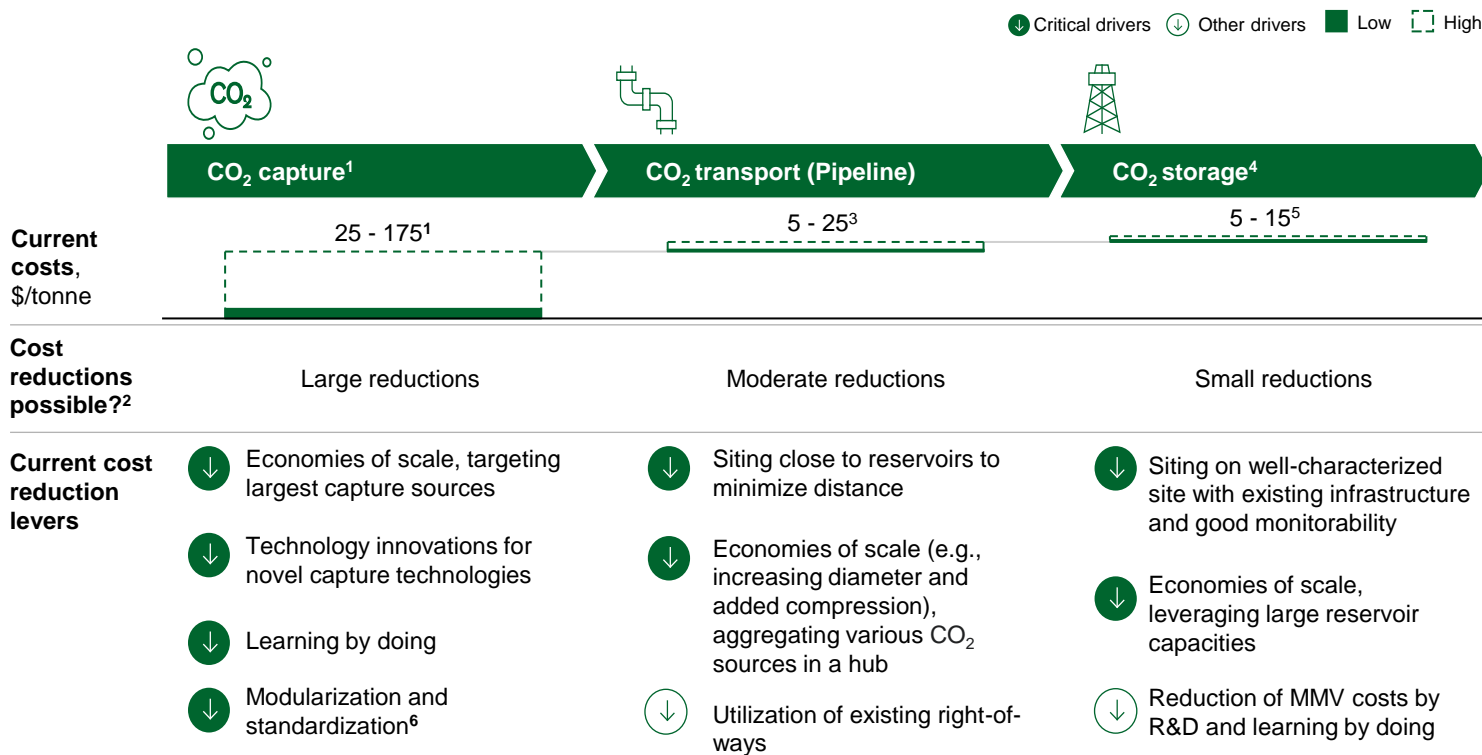 Critical drivers Other drivers Low High
CO₂
CO₂ capture¹
CO₂ transport (Pipeline)
CO₂ storage⁴
Current
costs,
$/tonne
25 - 175¹
5 - 25³
5 - 15⁵
Cost
reductions
possible?²
Large reductions
Moderate reductions
Small reductions
Current cost
reduction
levers
Economies of scale, targeting
largest capture sources
Technology innovations for
novel capture technologies
Learning by doing
Modularization and
standardization⁶
Siting close to reservoirs to
minimize distance
Economies of scale (e.g.,
increasing diameter and
added compression),
aggregating various CO₂
sources in a hub
Utilization of existing right-of-
ways
Siting on well-characterized
site with existing infrastructure
and good monitorability
Economies of scale,
leveraging large reservoir
capacities
Reduction of MMV costs by
R&D and learning by doing